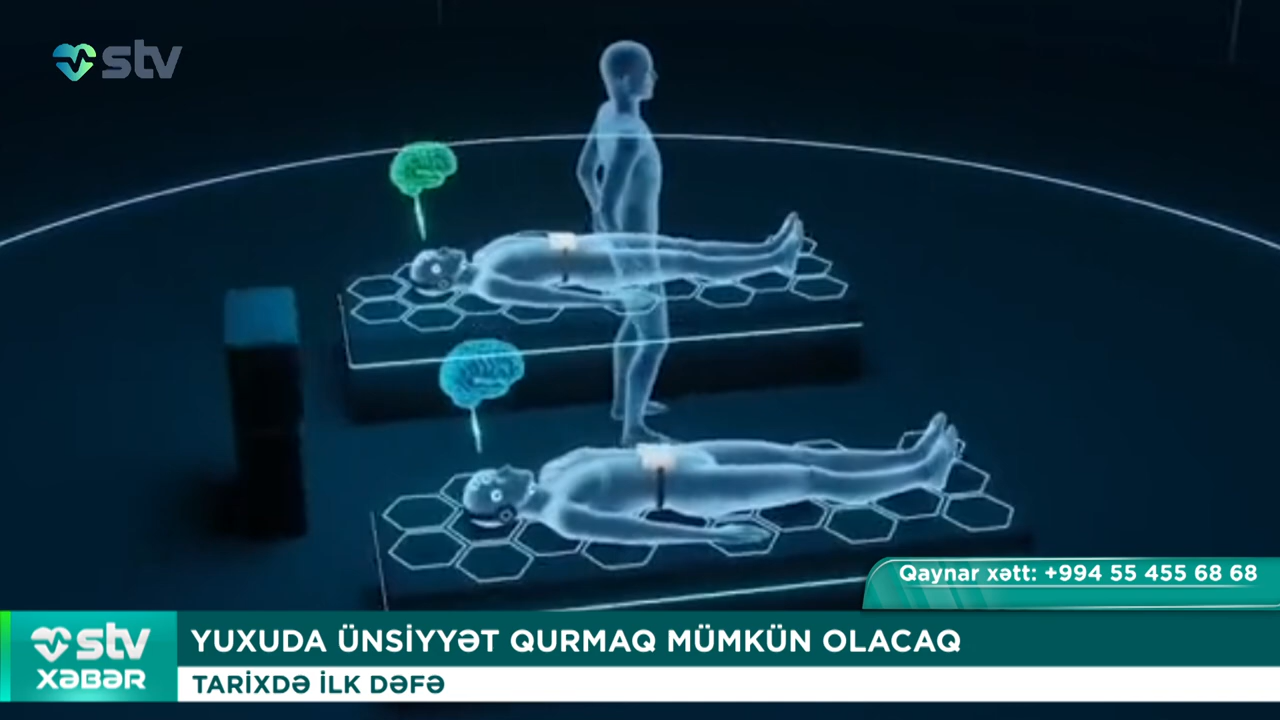 stv
Qaynar xətt: +994 55 455 68 68
stv
XƏBƏR
YUXUDA ÜNSİYYƏT QURMAQ MÜMKÜN OLACAQ
TARİXDƏ İLK DƏFƏ